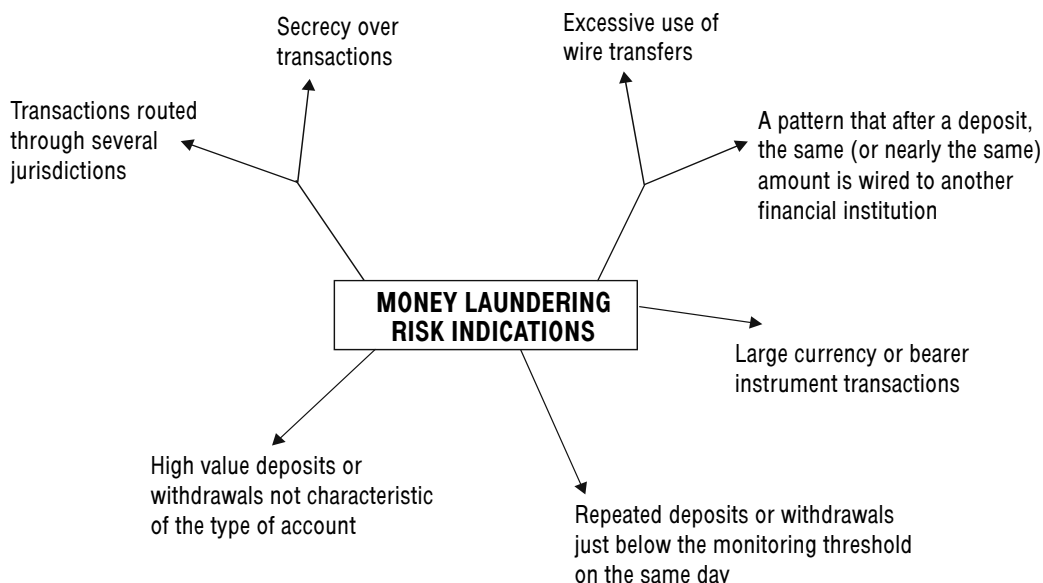 Secrecy over
transactions
Excessive use of
wire transfers
Transactions routed
through several
jurisdictions
A pattern that after a deposit,
the same (or nearly the same)
amount is wired to another
financial institution
MONEY LAUNDERING
RISK INDICATIONS
Large currency or bearer
instrument transactions
High value deposits or
withdrawals not characteristic
of the type of account
Repeated deposits or withdrawals
just below the monitoring threshold
on the same day